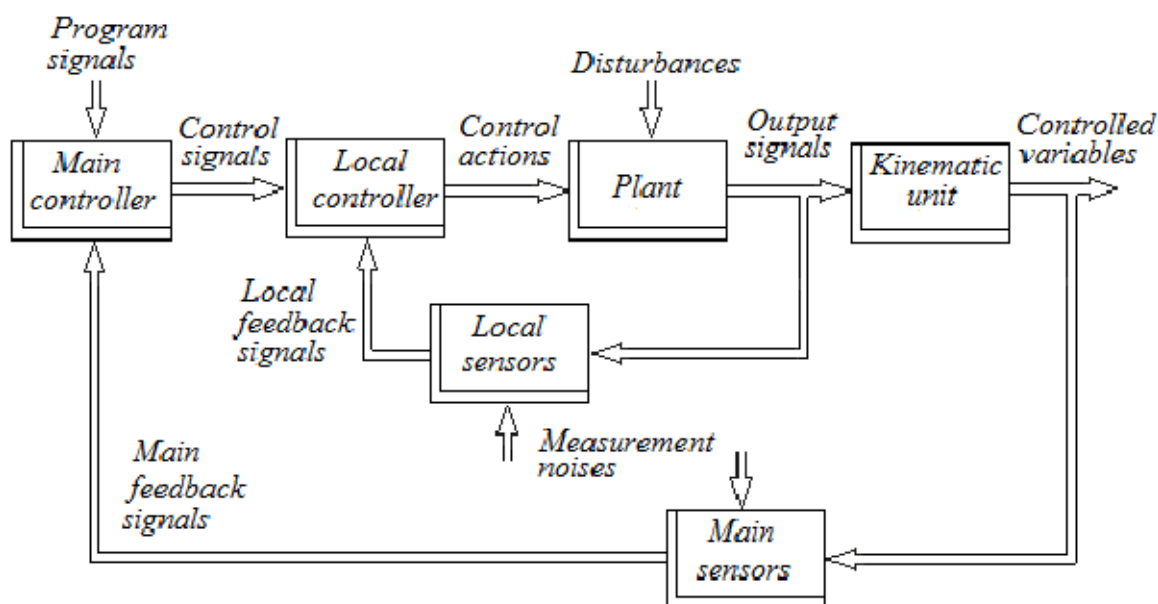 Program
signals
Disturbances
Control
signals
Control
actions
Output
signals
Controlled
variables
Main
controller
Local
controller
Plant
Kinematic
unit
Local
feedback
signals
Local
sensors
Measurement
noises
Main
feedback
signals
Main
sensors